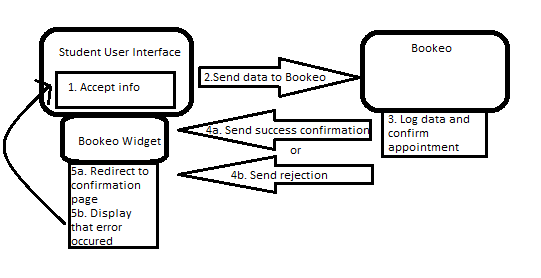 Student User Interface
1. Accept info
2.Send data to Bookeo
Bookeo
3. Log data and
confirm
appointment
4a. Send success confirmation
or
4b. Send rejection
Bookeo Widget
5a. Redirect to
confirmation
page
5b. Display
that error
occured